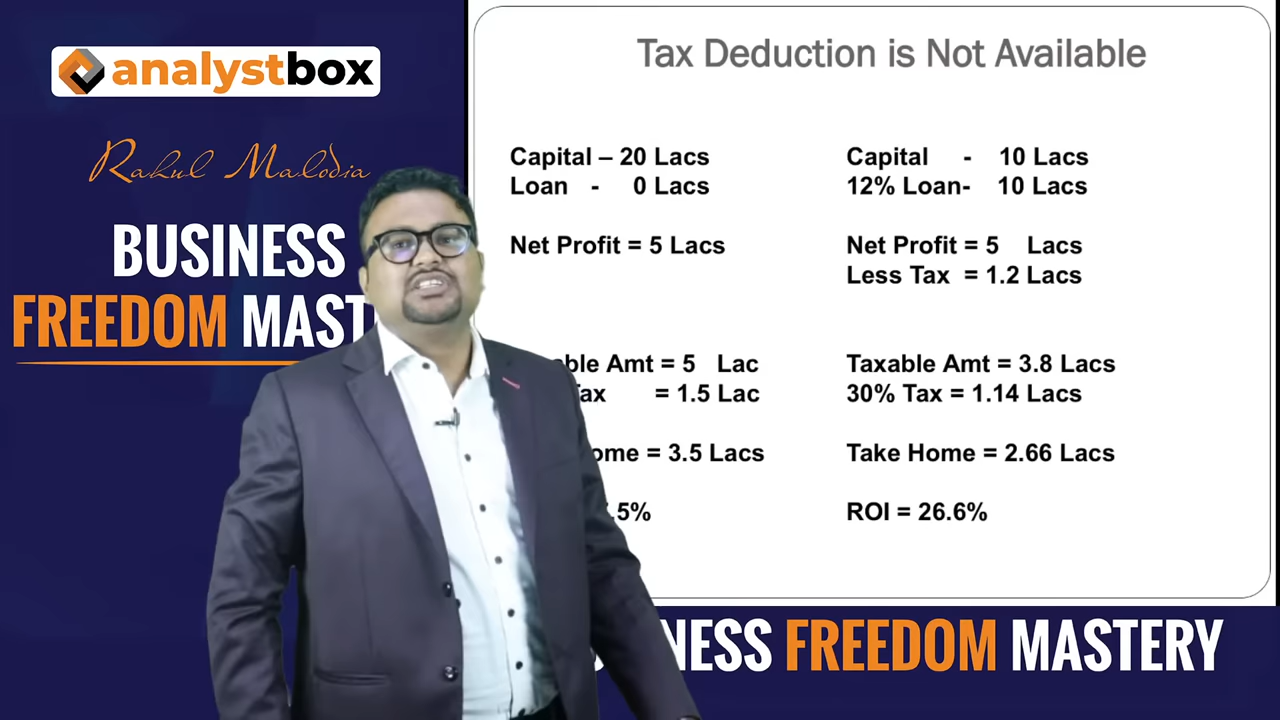 analystbox
Rahul Malodia
BUSINESS
FREEDOM MAST
Tax Deduction is Not Available
Capital – 20 Lacs
Loan - 0 Lacs
Net Profit = 5 Lacs
ble Amt = 5 Lac
ax = 1.5 Lac
ome = 3.5 Lacs
.5%
Capital - 10 Lacs
12% Loan- 10 Lacs
Net Profit = 5 Lacs
Less Tax = 1.2 Lacs
Taxable Amt = 3.8 Lacs
30% Tax = 1.14 Lacs
Take Home = 2.66 Lacs
ROI = 26.6%
NESS FREEDOM MASTERY